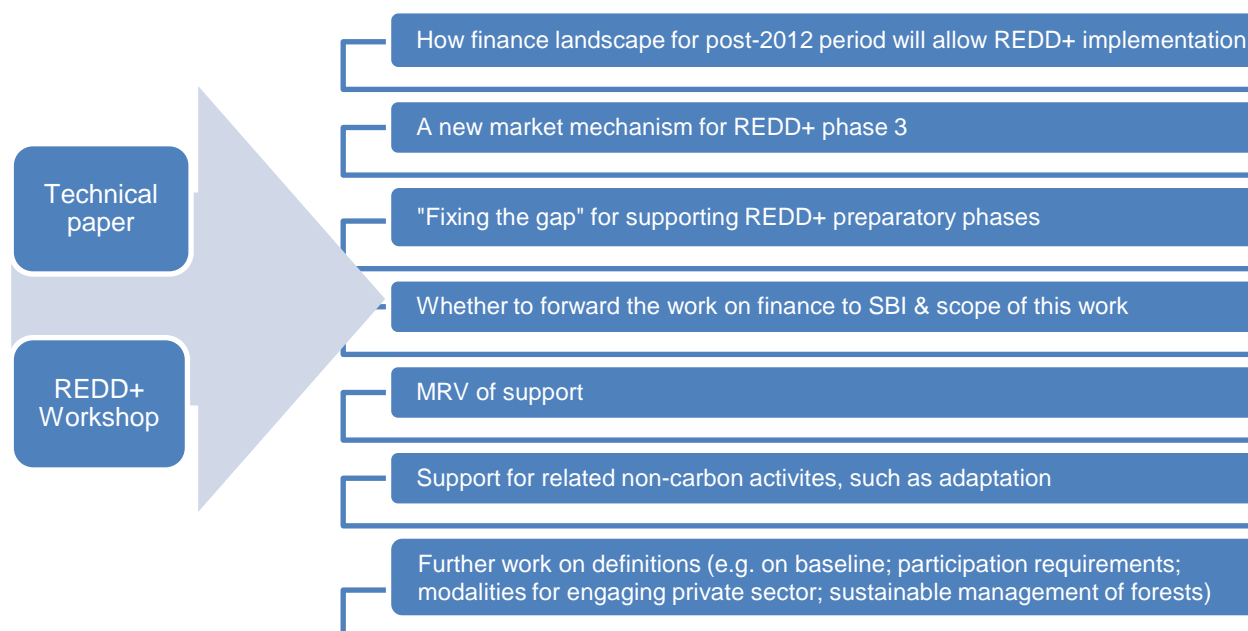 Technical
paper
REDD+
Workshop
How finance landscape for post-2012 period will allow REDD+ implementation
A new market mechanism for REDD+ phase 3
"Fixing the gap" for supporting REDD+ preparatory phases
Whether to forward the work on finance to SBI & scope of this work
MRV of support
Support for related non-carbon activites, such as adaptation
Further work on definitions (e.g. on baseline; participation requirements;
modalities for engaging private sector; sustainable management of forests)